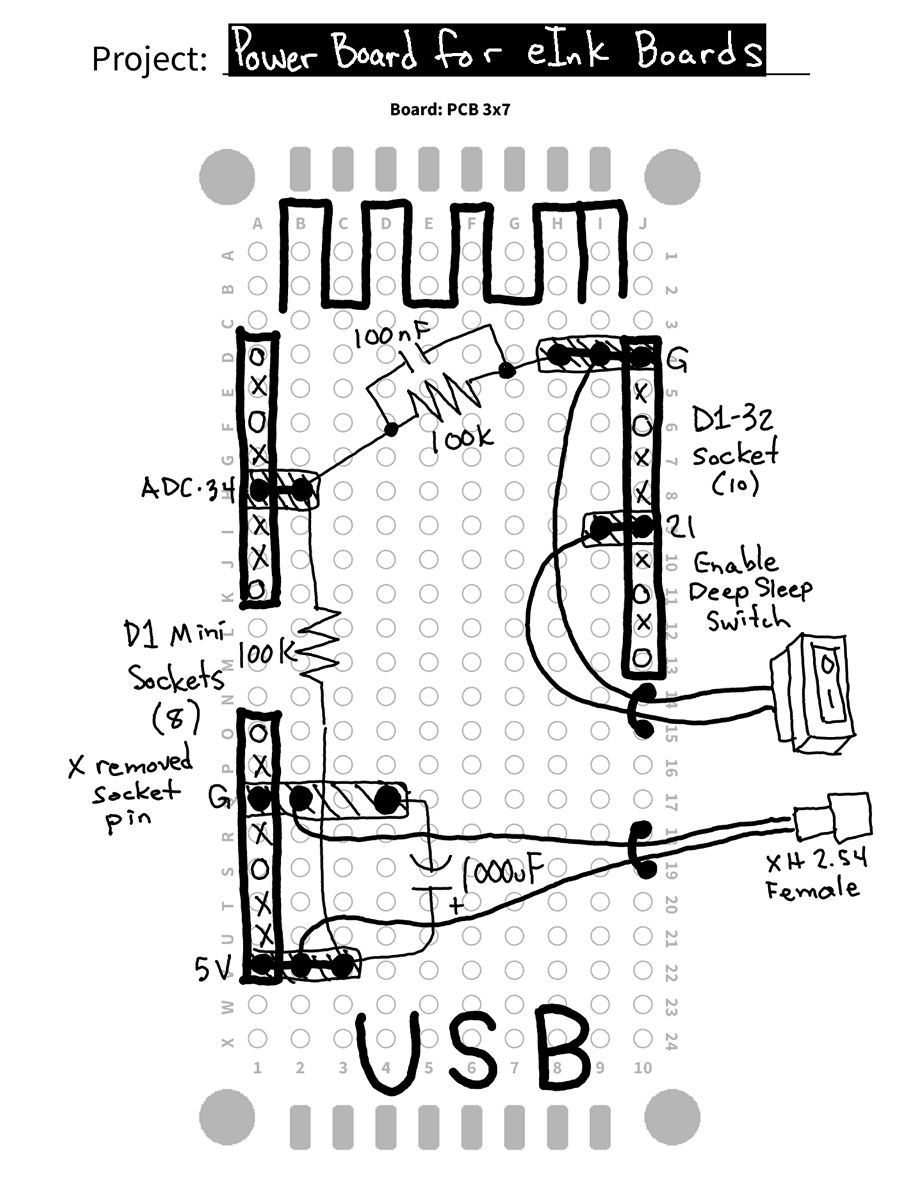 Project: Power Board for eInk Boards
Board: PCB 3x7
A B C D E F G H I J
A 1
B 2
C 3
100nF
D G
E X X 5
F 6
100k
D1-32
Socket
(10)
G X X 7
ADC·34
X 8
I X 21
J X X 10
Enable
Deep Sleep
Switch
K 11
L X 12
M 13
D1 Mini
Sockets
(8)
100K
N 14
O 15
P X 16
X removed
socket
pin
G 17
R X 1
S 19
1000uF
+
XH 2.54
Female
T X 20
U X 21
5V 22
W 23
X 24
USB
1 2 3 4 5 6 7 8 9 10